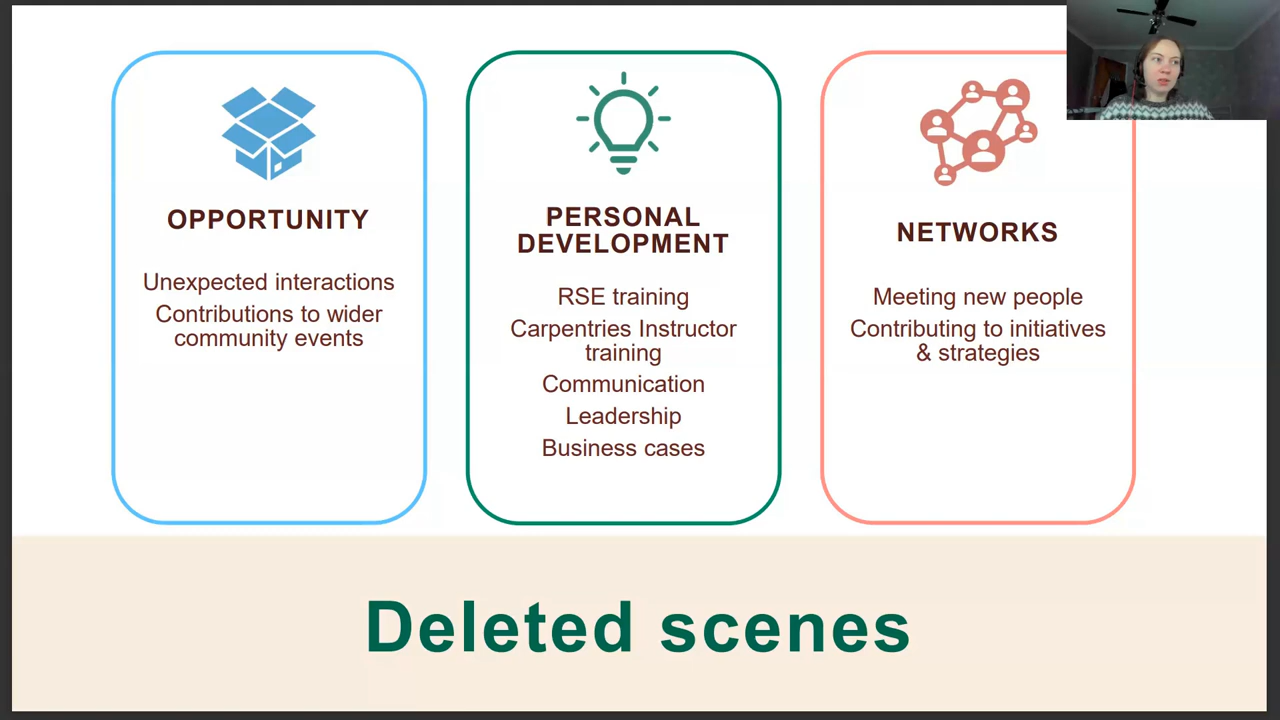 OPPORTUNITY
Unexpected interactions
Contributions to wider
community events
PERSONAL
DEVELOPMENT
RSE training
Carpentries Instructor
training
Communication
Leadership
Business cases
NETWORKS
Meeting new people
Contributing to initiatives
& strategies
Deleted scenes